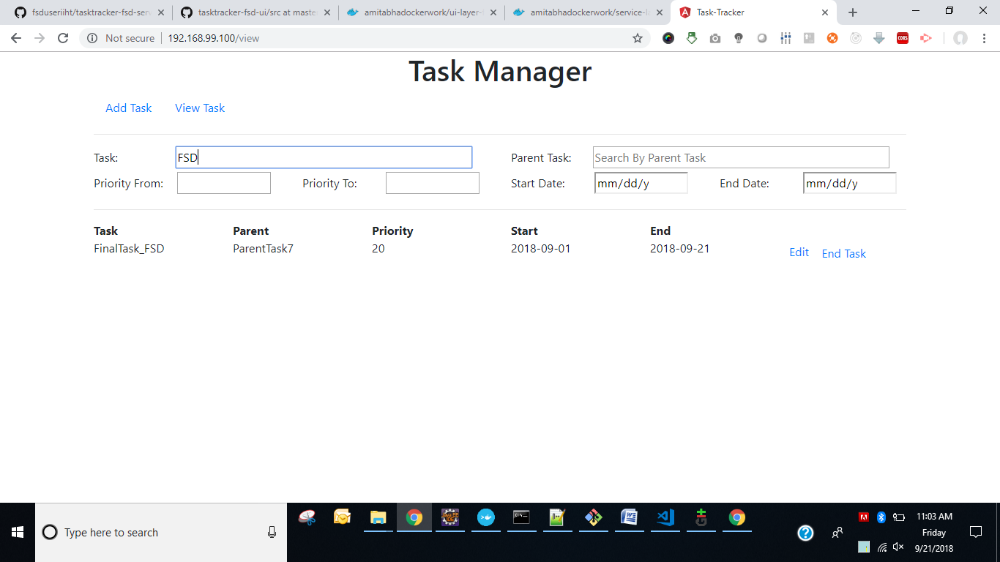 fsduseriiht/tasktracker-fsd-serv
tasktracker-fsd-ui/src at master
amitabhadockerwork/ui-layer-
amitabhadockerwork/service-la
Task-Tracker
Not secure
192.168.99.100/view
CORS
Task Manager
Add Task View Task
Task: FSD Parent Task: Search By Parent Task
Priority From: Priority To: Start Date: mm/dd/y End Date: mm/dd/y
Task Parent Priority Start End
FinalTask_FSD ParentTask7 20 2018-09-01 2018-09-21 Edit End Task
Type here to search
11:03 AM
Friday
9/21/2018